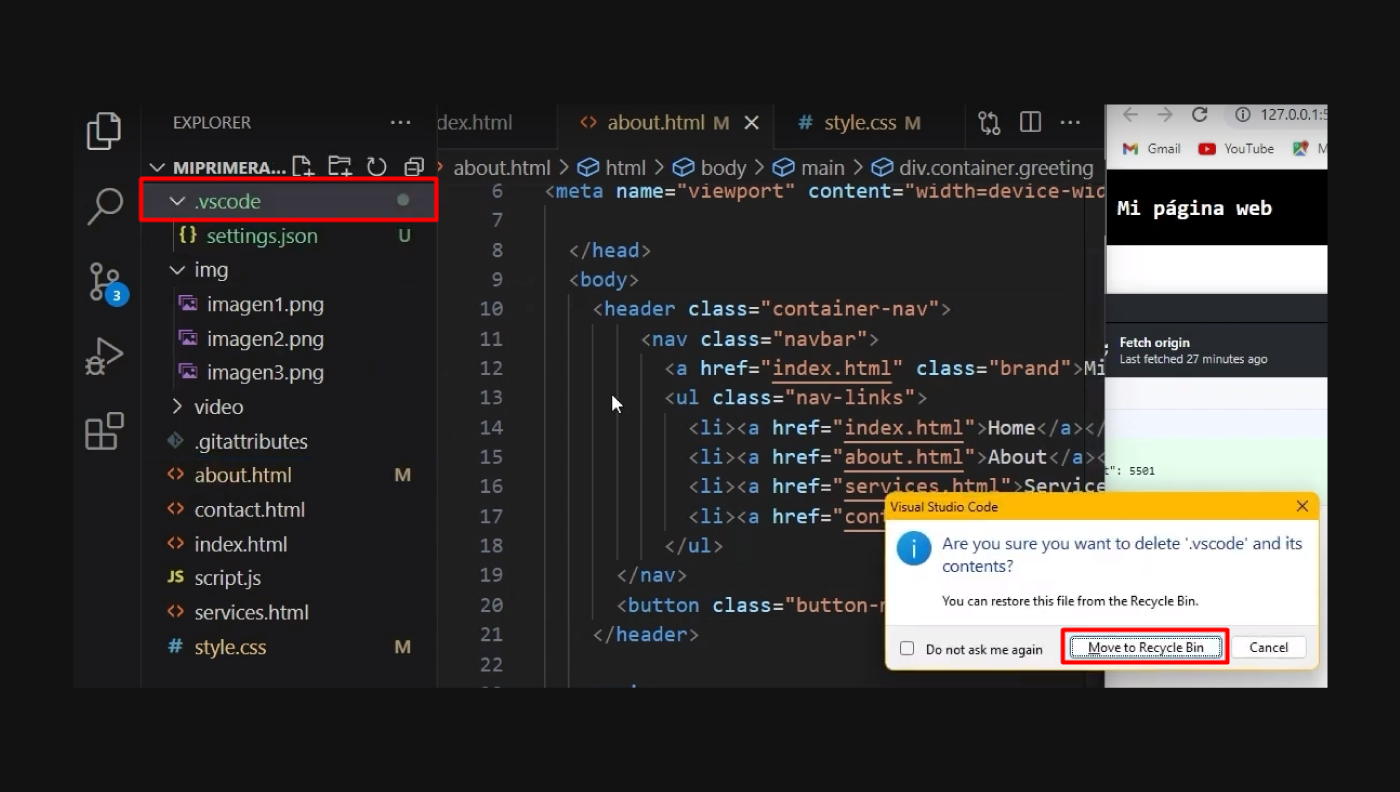 EXPLORER
MIPRIMERA...
.vscode
{} settings.json U
img
imagen1.png
imagen2.png
imagen3.png
video
.gitattributes
<> about.html M
<> contact.html
<> index.html
JS script.js
<> services.html
# style.css M
3
dex.html
<> about.html M
# style.css M
about.html > html > body > main > div.container.greeting
6 <meta name="viewport" content="width=device-wid
7
8 </head>
9 <body>
10 <header class="container-nav">
11 <nav class="navbar">
12 <a href="index.html" class="brand">Mi
13 <ul class="nav-links">
14 <li><a href="index.html">Home</a></
15 <li><a href="about.html">About</a><
16 <li><a href="services.html">Service
17 <li><a href="cont
18 </ul>
19 </nav>
20 <button class="button-
21 </header>
22
127.0.0.1:5
Gmail
YouTube
M
Mi página web
Fetch origin
Last fetched 27 minutes ago
t": 5501
Visual Studio Code
Are you sure you want to delete '.vscode' and its
contents?
You can restore this file from the Recycle Bin.
Do not ask me again
Move to Recycle Bin
Cancel